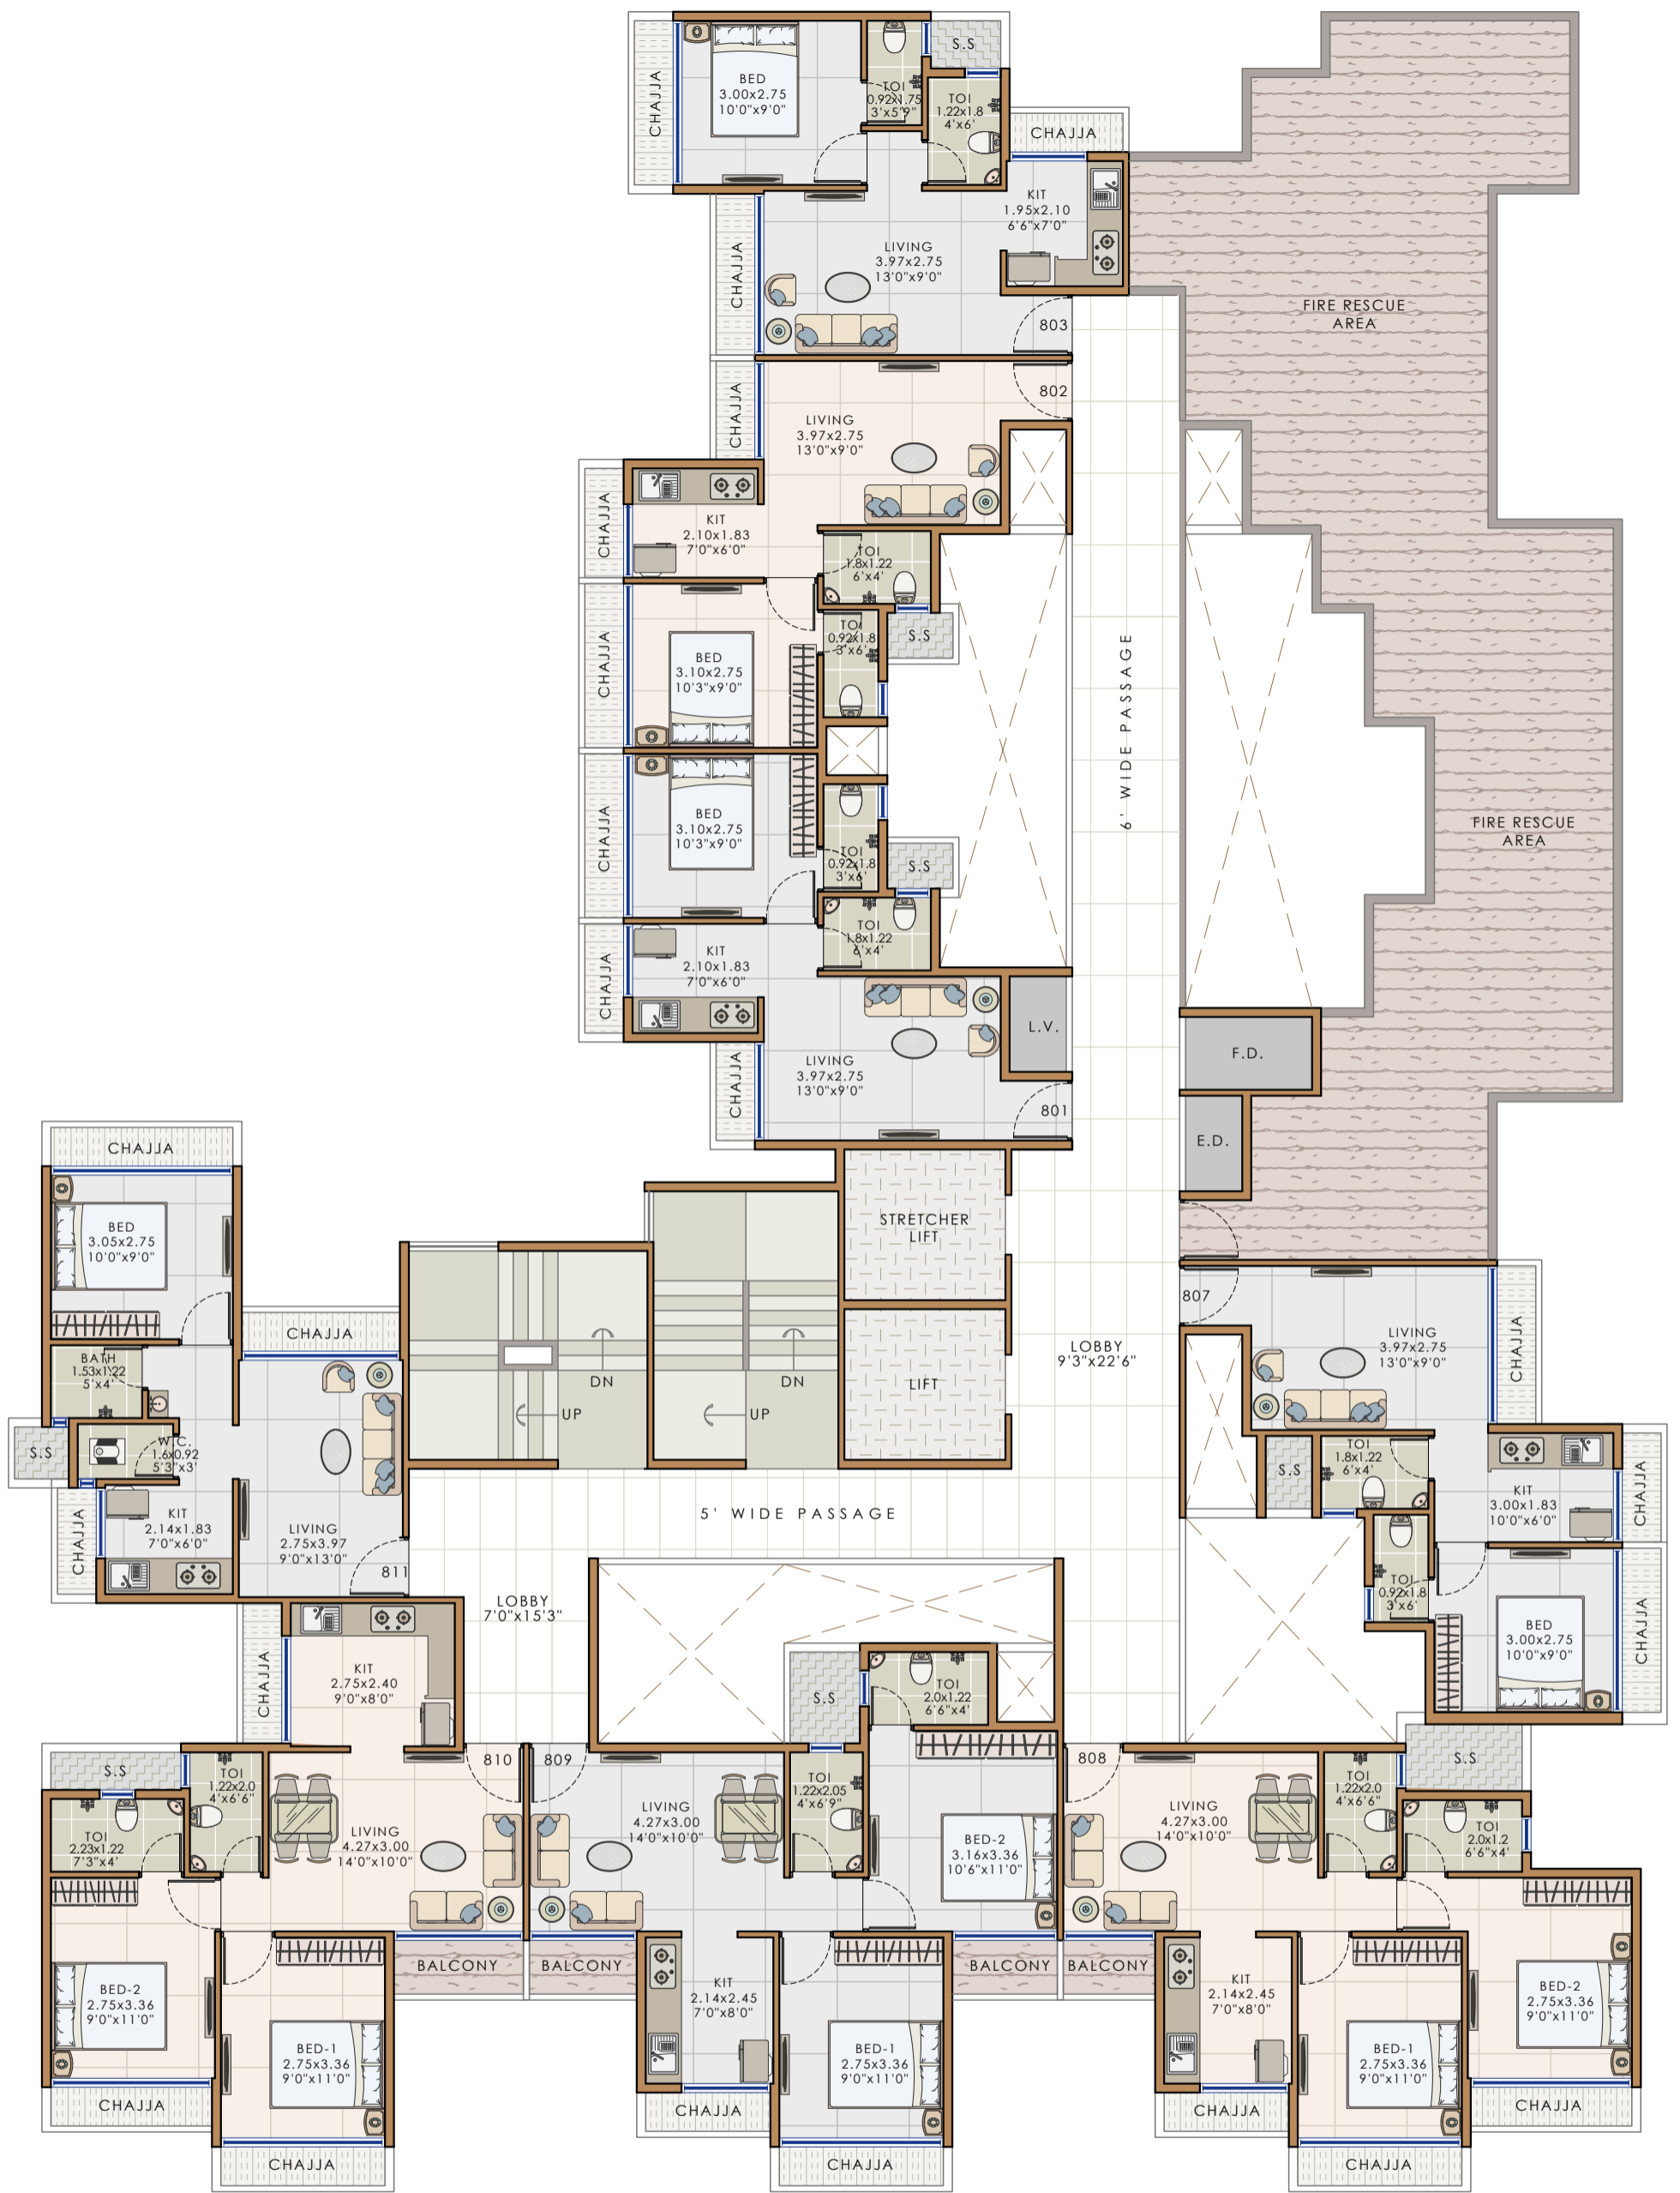 CHAJJA
BED
3.00x2.75
10'0"x9'0"
TOI
0.92x1.75
3'x5'9"
S.S
TOI
1.22x1.8
4'x6'
CHAJJA
KIT
1.95x2.10
6'6"x7'0"
CHAJJA
LIVING
3.97x2.75
13'0"x9'0"
803
FIRE RESCUE
AREA
CHAJJA
802
LIVING
3.97x2.75
13'0"x9'0"
CHAJJA
KIT
2.10x1.83
7'0"x6'0"
TOI
1.8x1.22
6'x4'
S.S
CHAJJA
BED
3.10x2.75
10'3"x9'0"
TOI
0.92x1.8
3'x6'
6' WIDE PASSAGE
CHAJJA
BED
3.10x2.75
10'3"x9'0"
TOI
0.92x1.8
3'x6'
S.S
FIRE RESCUE
AREA
CHAJJA
KIT
2.10x1.83
7'0"x6'0"
TOI
1.8x1.22
6'x4'
CHAJJA
LIVING
3.97x2.75
13'0"x9'0"
L.V.
801
F.D.
E.D.
CHAJJA
BED
3.05x2.75
10'0"x9'0"
STRETCHER
LIFT
807
CHAJJA
LIVING
3.97x2.75
13'0"x9'0"
CHAJJA
BATH
1.53x1.22
5'x4'
DN
DN
UP
UP
LIFT
LOBBY
9'3"x22'6"
S.S
W.C.
1.6x0.92
5'3"x3'
S.S
TOI
1.8x1.22
6'x4'
KIT
3.00x1.83
10'0"x6'0"
CHAJJA
CHAJJA
KIT
2.14x1.83
7'0"x6'0"
LIVING
2.75x3.97
9'0"x13'0"
811
5' WIDE PASSAGE
TOI
0.92x1.8
3'x6'
BED
3.00x2.75
10'0"x9'0"
CHAJJA
LOBBY
7'0"x15'3"
CHAJJA
KIT
2.75x2.40
9'0"x8'0"
S.S
TOI
2.0x1.22
6'6"x4'
S.S
S.S
TOI
1.22x2.0
4'x6'6"
810
809
808
TOI
2.23x1.22
7'3"x4'
LIVING
4.27x3.00
14'0"x10'0"
LIVING
4.27x3.00
14'0"x10'0"
TOI
1.22x2.05
4'x6'9"
BED-2
3.16x3.36
10'6"x11'0"
LIVING
4.27x3.00
14'0"x10'0"
TOI
1.22x2.0
4'x6'6"
TOI
2.0x1.2
6'6"x4'
BALCONY
BALCONY
BALCONY
BALCONY
BED-2
2.75x3.36
9'0"x11'0"
KIT
2.14x2.45
7'0"x8'0"
KIT
2.14x2.45
7'0"x8'0"
BED-2
2.75x3.36
9'0"x11'0"
BED-1
2.75x3.36
9'0"x11'0"
BED-1
2.75x3.36
9'0"x11'0"
BED-1
2.75x3.36
9'0"x11'0"
CHAJJA
CHAJJA
CHAJJA
CHAJJA
CHAJJA
CHAJJA
CHAJJA